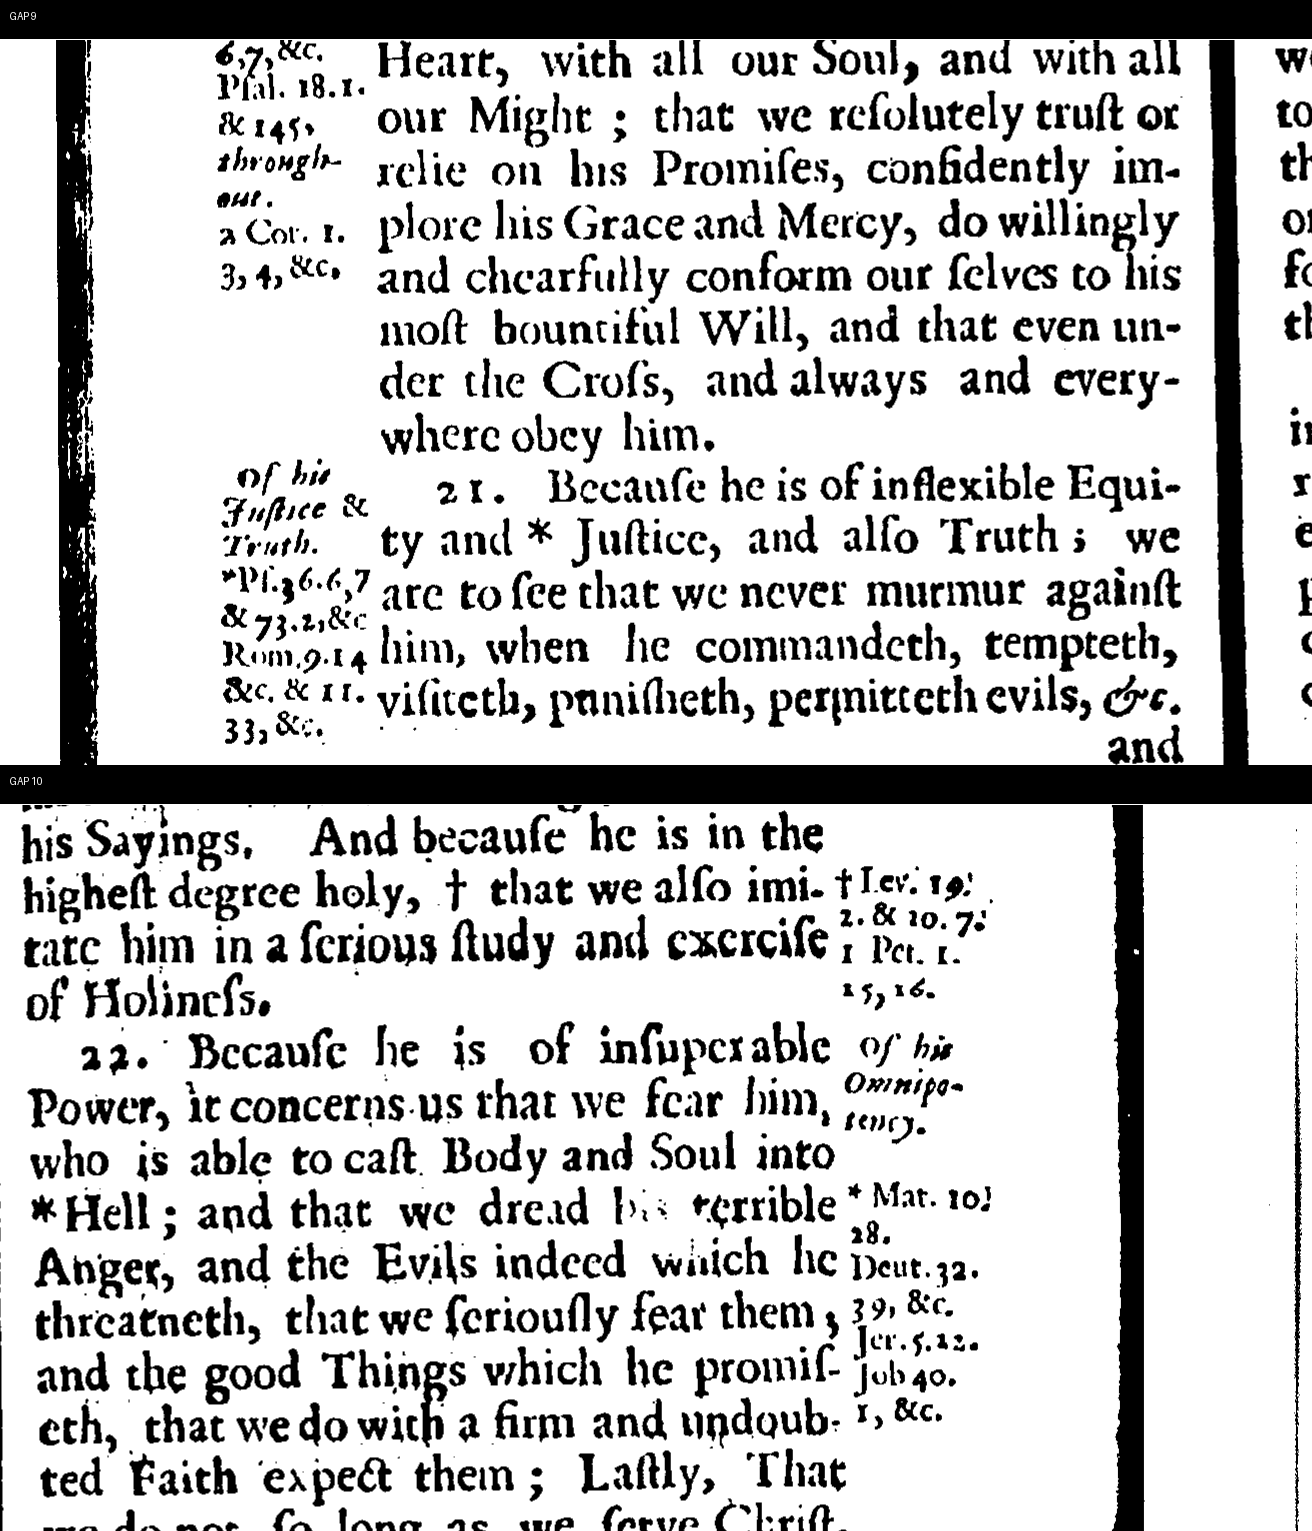 GAP9
6,7, &c.
Pſal. 18.1.
& 145.
through-
out.
2 Cor. 1.
3, 4, &c.
Heart, with all our Soul, and with all
our Might ; that we reſolutely truſt or
relie on his Promiſes, confidently im-
plore his Grace and Mercy, do willingly
and chearfully conform our ſelves to his
moſt bountiful Will, and that even un-
der the Croſs, and always and every-
where obey him.
Of his
Juſtice &
Truth.
*Pſ.36.6,7
& 73.2,&c
Rom.9.14
&c. & 11.
33, &c.
21. Becauſe he is of inflexible Equi-
ty and * Juſtice, and alſo Truth ; we
are to ſee that we never murmur againſt
him, when he commandeth, tempteth,
viſiteth, puniſheth, permitteth evils, &c.
and
GAP10
his Sayings. And becauſe he is in the
higheſt degree holy, † that we alſo imi-
tate him in a ſerious ſtudy and exerciſe
of Holineſs.
† Lev. 19.
2. & 20. 7.
1 Pet. 1.
15, 16.
22. Becauſe he is of inſuperable
Power, it concerns us that we fear him,
who is able to caſt Body and Soul into
* Hell ; and that we dread his terrible
Anger, and the Evils indeed which he
threatneth, that we ſeriouſly fear them ;
and the good Things which he promiſ-
eth, that we do with a firm and undoub-
ted Faith expect them ; Laſtly, That
we do not, ſo long as we ſerve Chriſt,
Of his
Omnipo-
tency.
* Mat. 10.
28.
Deut. 32.
39, &c.
Jer. 5.22.
Job 40.
1, &c.